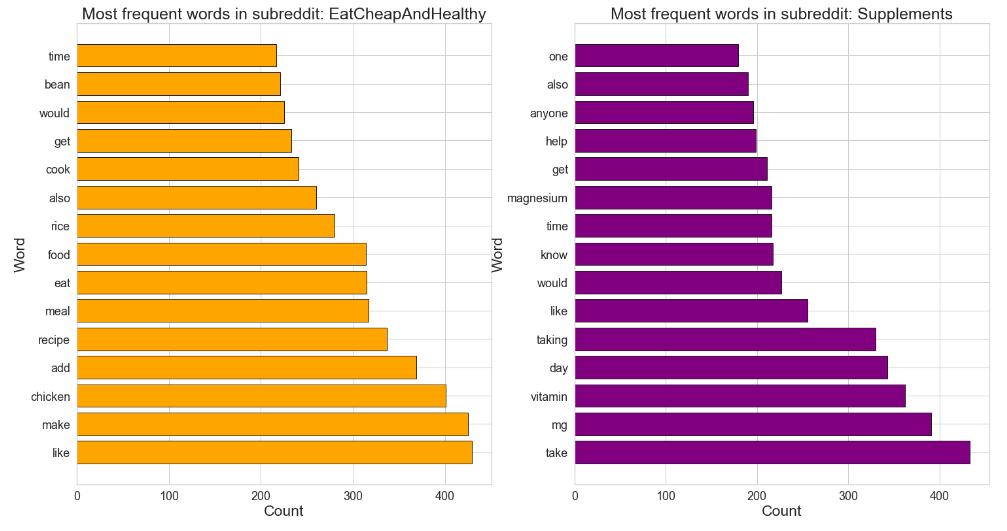 Most frequent words in subreddit: EatCheapAndHealthy
Word
time
bean
would
get
cook
also
rice
food
eat
meal
recipe
add
chicken
make
like
0 100 200 300 400
Count
Most frequent words in subreddit: Supplements
Word
one
also
anyone
help
get
magnesium
time
know
would
like
taking
day
vitamin
mg
take
0 100 200 300 400
Count